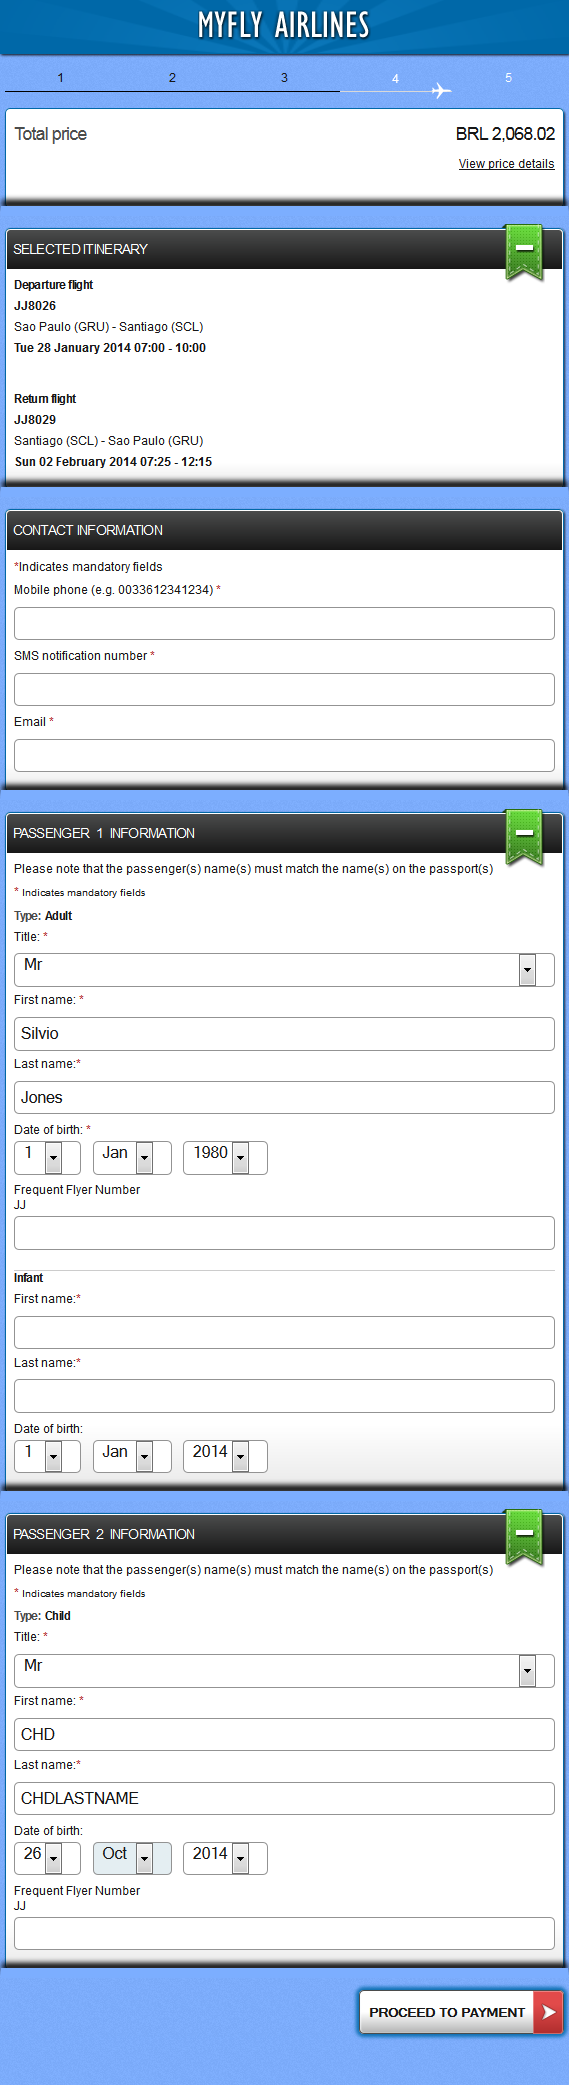 MYFLY AIRLINES
1 2 3 4 5
Total price BRL 2,068.02
View price details
SELECTED ITINERARY
Departure flight
JJ8026
Sao Paulo (GRU) - Santiago (SCL)
Tue 28 January 2014 07:00 - 10:00
Return flight
JJ8029
Santiago (SCL) - Sao Paulo (GRU)
Sun 02 February 2014 07:25 - 12:15
CONTACT INFORMATION
*Indicates mandatory fields
Mobile phone (e.g. 0033612341234) *
SMS notification number *
Email *
PASSENGER 1 INFORMATION
Please note that the passenger(s) name(s) must match the name(s) on the passport(s)
* Indicates mandatory fields
Type: Adult
Title: *
Mr
First name: *
Silvio
Last name:*
Jones
Date of birth: *
1 Jan 1980
Frequent Flyer Number
JJ
Infant
First name:*
Last name:*
Date of birth:
1 Jan 2014
PASSENGER 2 INFORMATION
Please note that the passenger(s) name(s) must match the name(s) on the passport(s)
* Indicates mandatory fields
Type: Child
Title: *
Mr
First name: *
CHD
Last name:*
CHDLASTNAME
Date of birth:
26 Oct 2014
Frequent Flyer Number
JJ
PROCEED TO PAYMENT